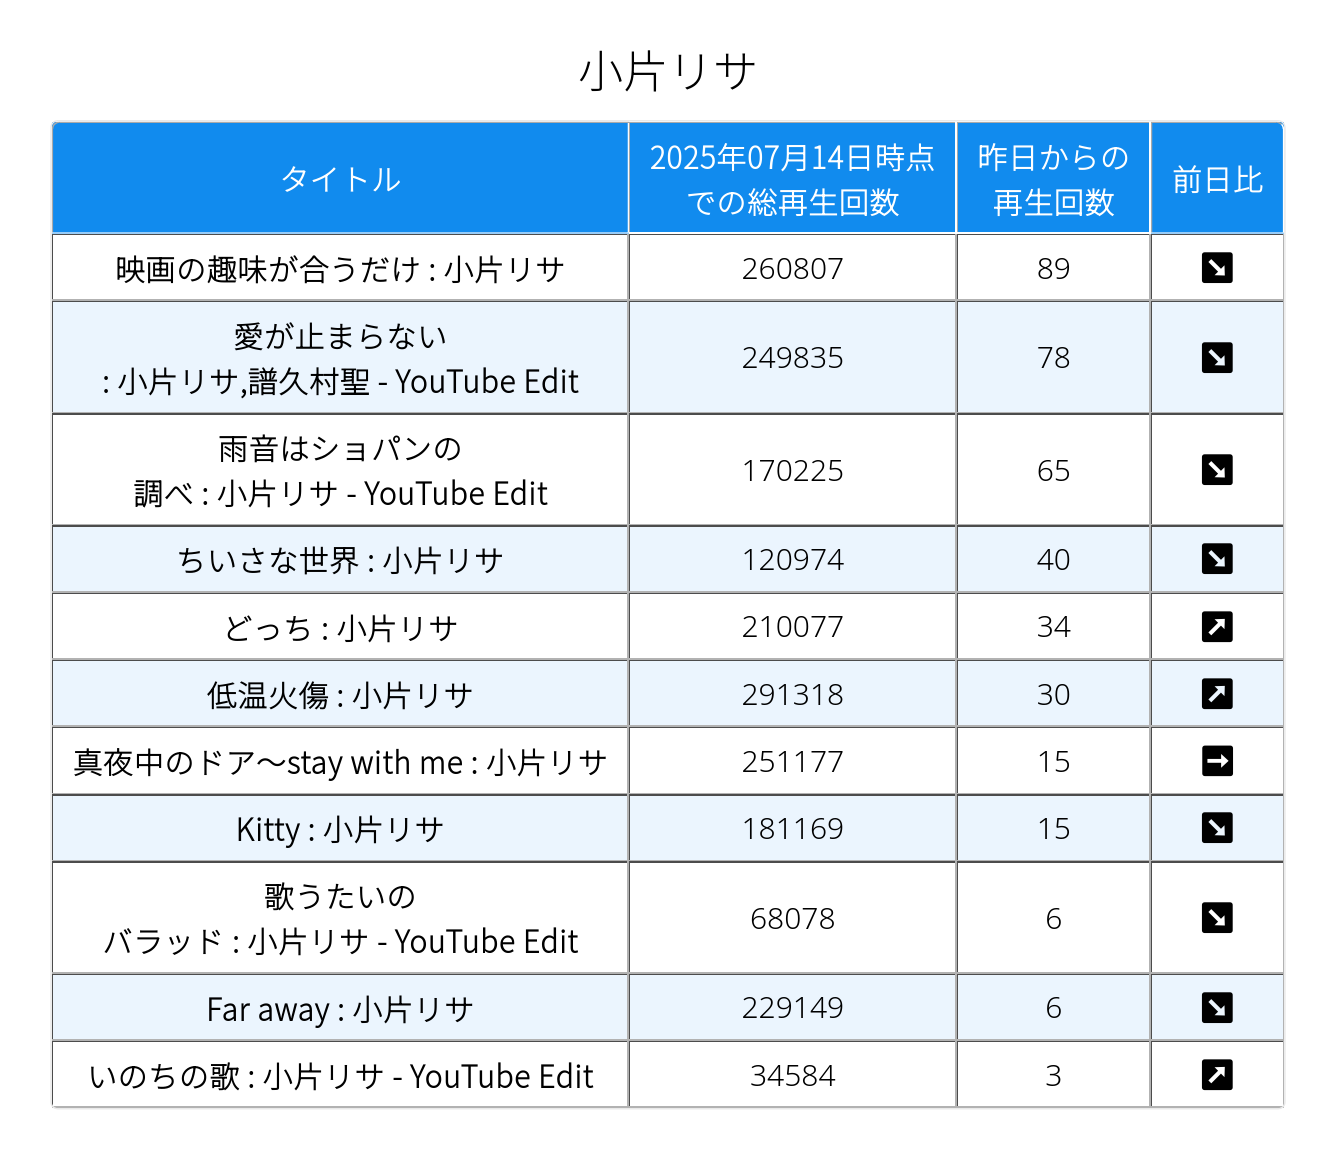 小片リサ
タイトル
2025年07月14日時点
での総再生回数
昨日からの
再生回数
前日比
映画の趣味が合うだけ : 小片リサ
260807
89
愛が止まらない
: 小片リサ,譜久村聖 - YouTube Edit
249835
78
雨音はショパンの
調べ : 小片リサ - YouTube Edit
170225
65
ちいさな世界 : 小片リサ
120974
40
どっち : 小片リサ
210077
34
低温火傷 : 小片リサ
291318
30
真夜中のドア〜stay with me : 小片リサ
251177
15
Kitty : 小片リサ
181169
15
歌うたいの
バラッド : 小片リサ - YouTube Edit
68078
6
Far away : 小片リサ
229149
6
いのちの歌 : 小片リサ - YouTube Edit
34584
3